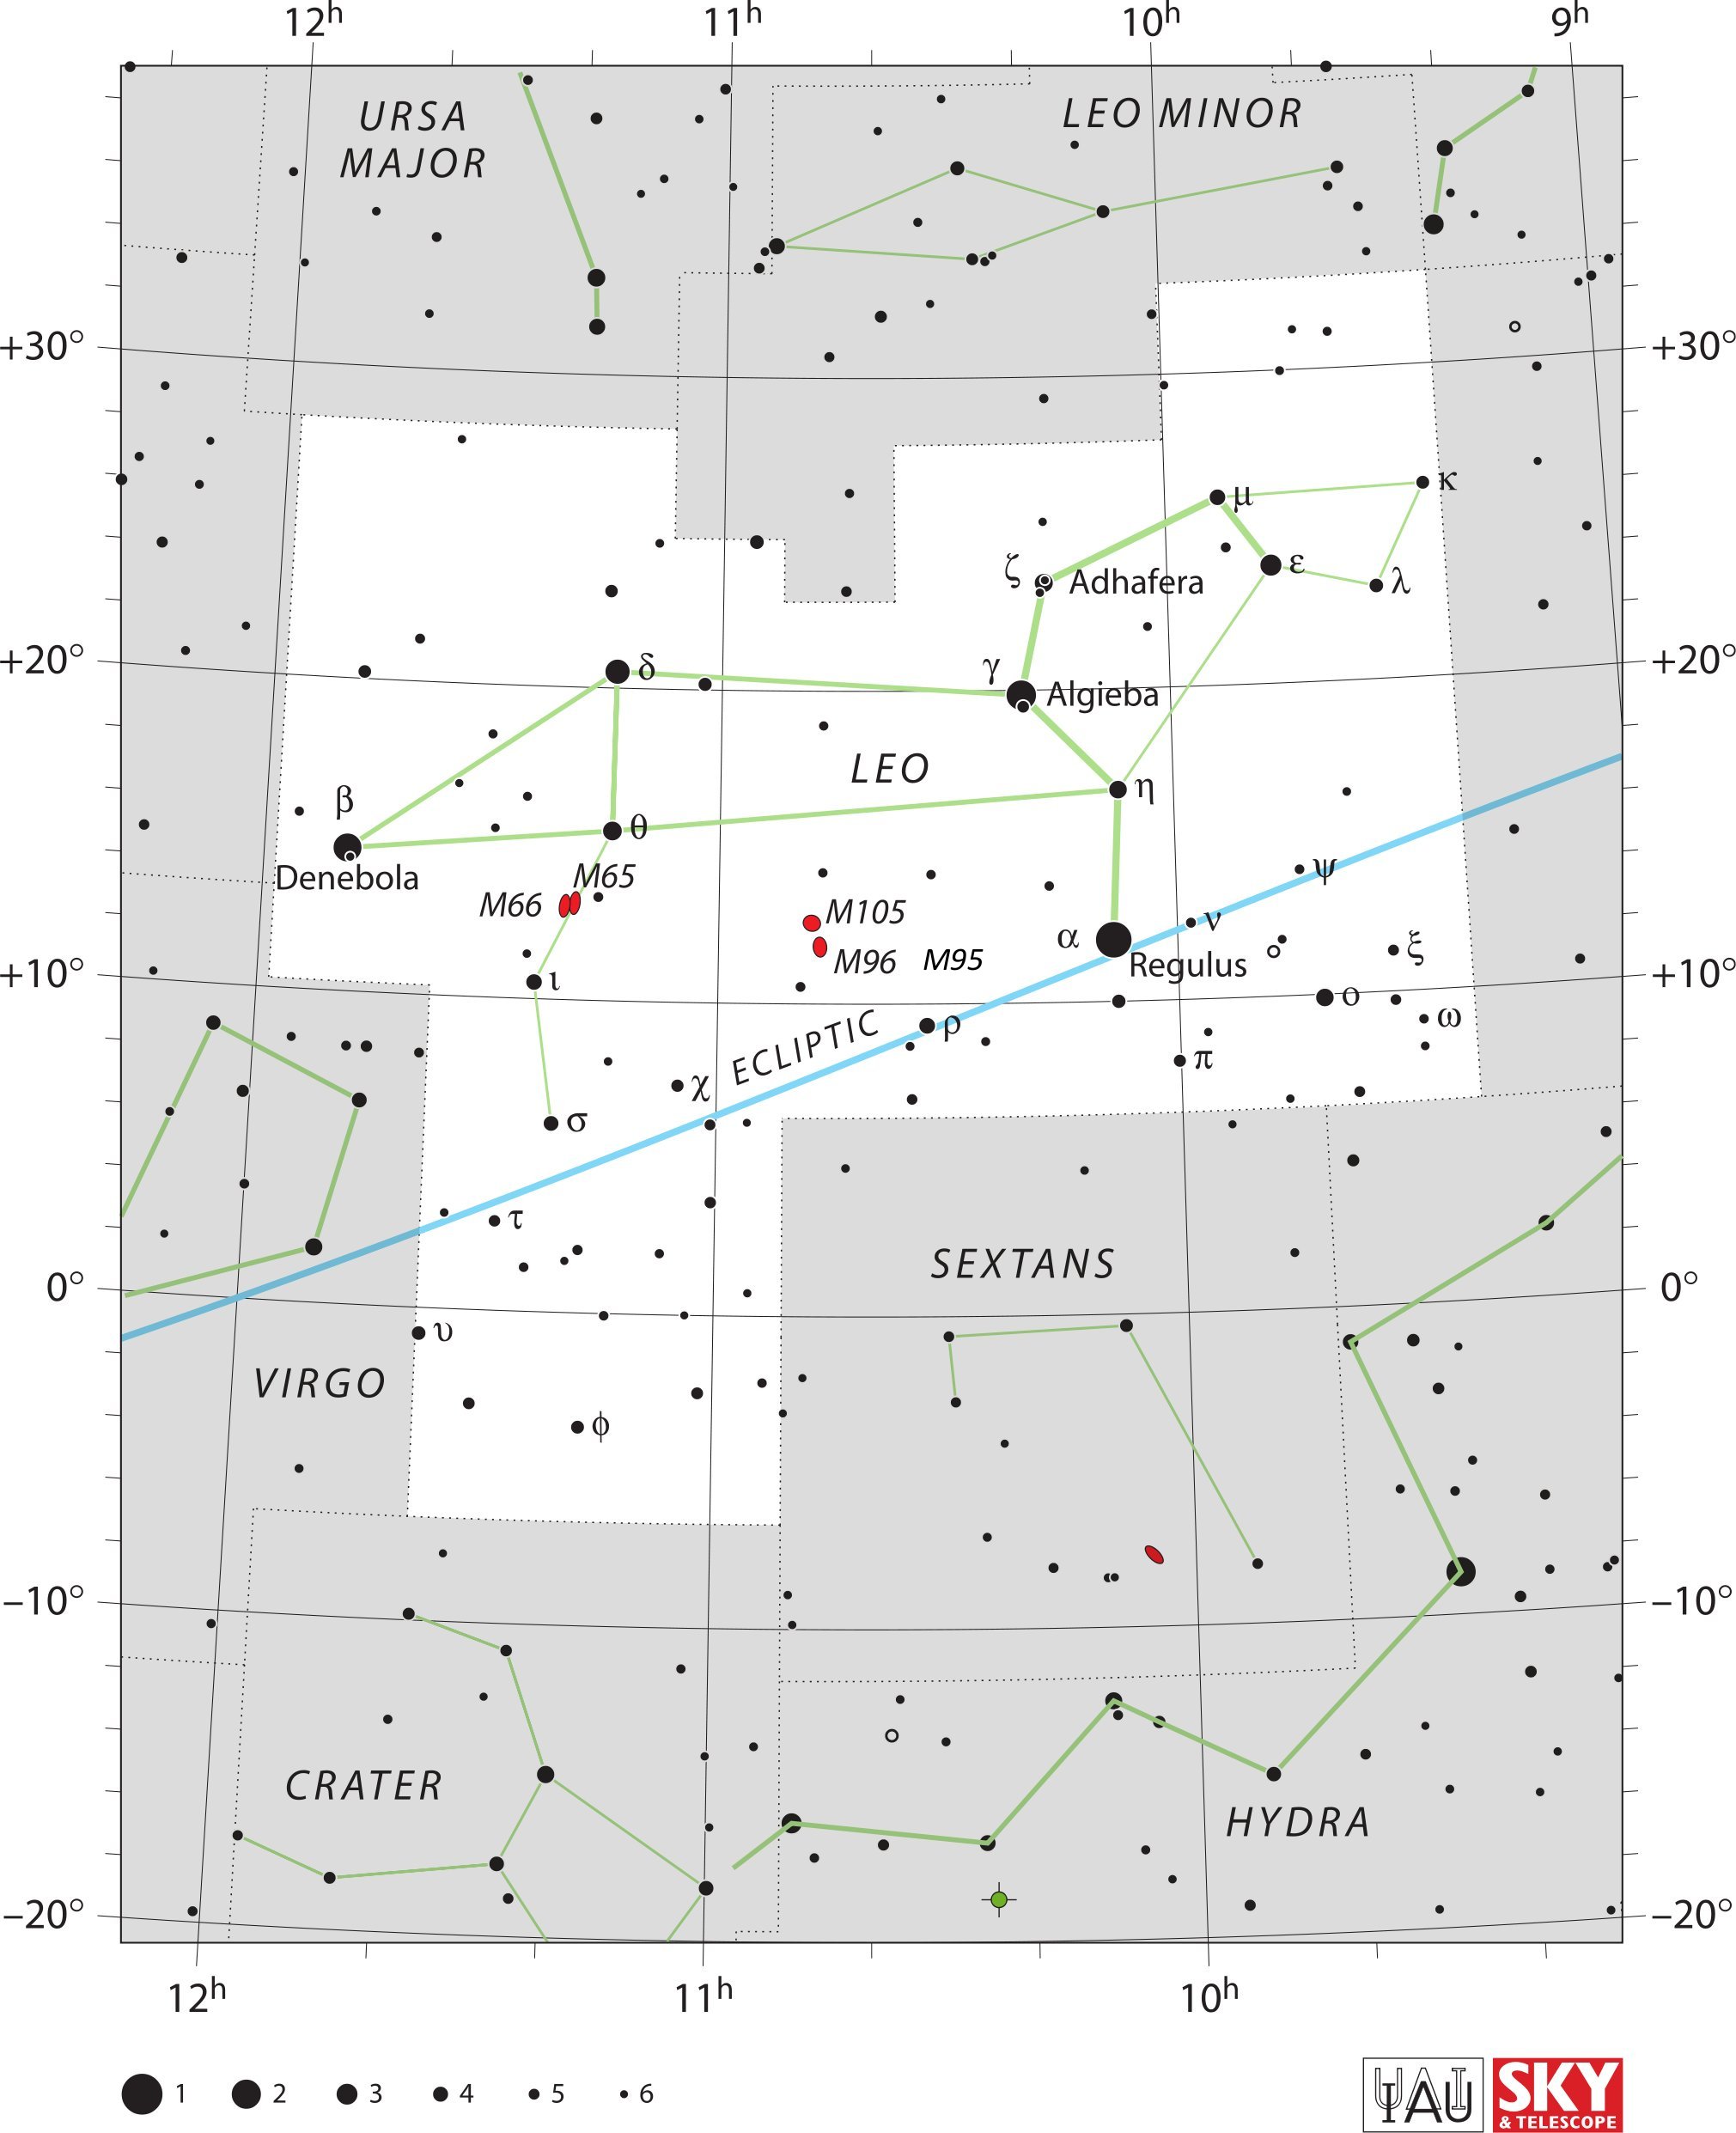 12h 11h 10h 9h
URSA
MAJOR
LEO MINOR
+30° +30°
κ
μ
ζ Adhafera ε λ
+20° δ γ Algieba +20°
LEO
β η
θ
Denebola
M65
M66
M105
ψ
α ν
M96 M95 Regulus ξ
+10° ι ο +10°
ECLIPTIC ρ ω
χ π
σ
τ
SEXTANS
0° 0°
υ
VIRGO
φ
−10° −10°
CRATER
HYDRA
−20° −20°
12h 11h 10h
1 2 3 4 5 6
IAU
SKY
& TELESCOPE